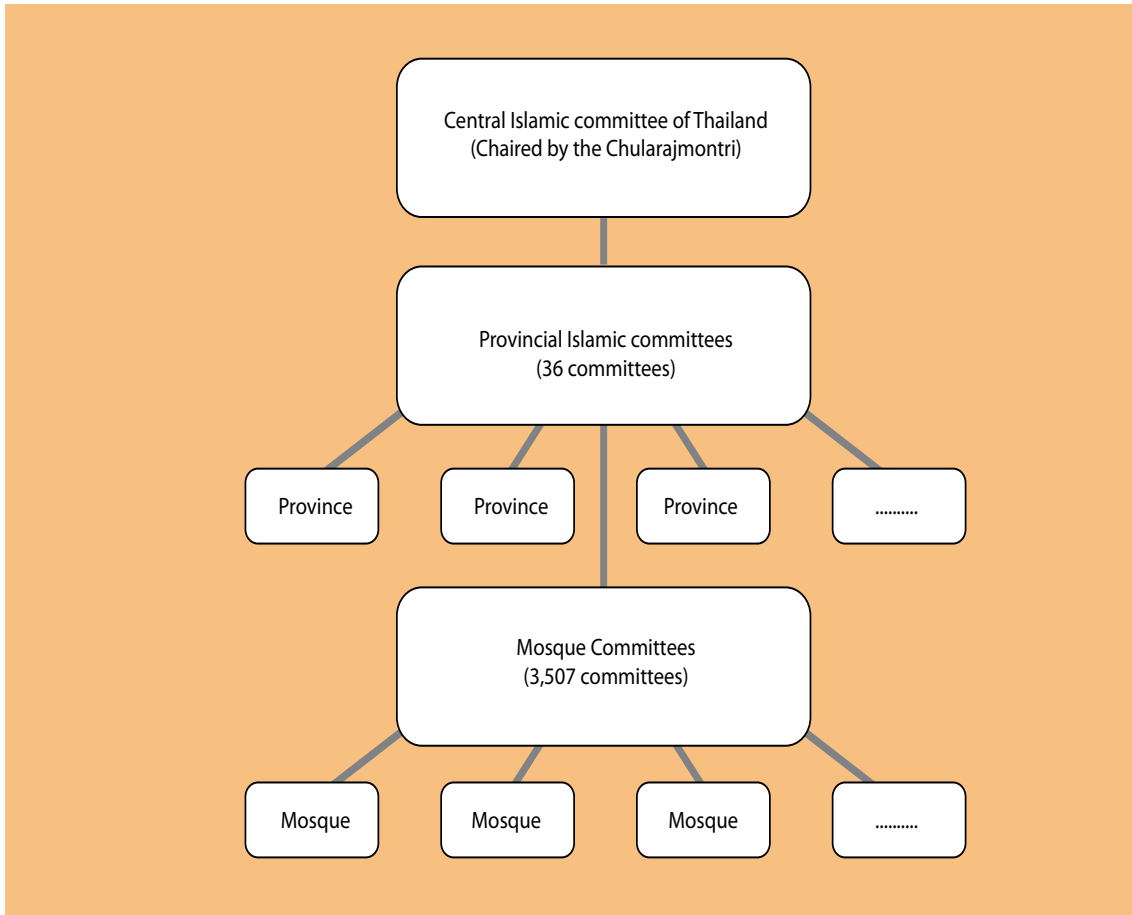 Central Islamic committee of Thailand
(Chaired by the Chularajmontri)
Provincial Islamic committees
(36 committees)
Province
Province
Province
..........
Mosque Committees
(3,507 committees)
Mosque
Mosque
Mosque
..........